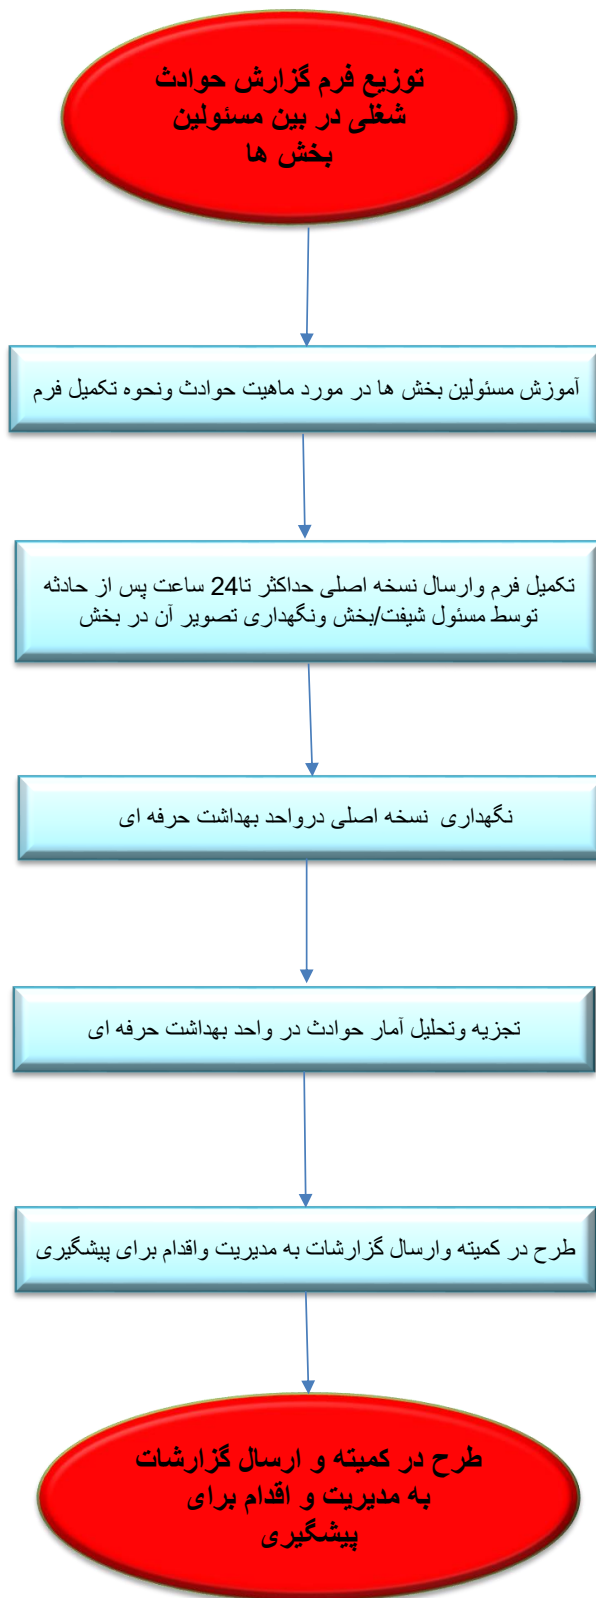 توزیع فرم گزارش حوادث
شغلی در بین مسئولین
بخش ها
آموزش مسئولین بخش ها در مورد ماهیت حوادث ونحوه تکمیل فرم
تکمیل فرم وارسال نسخه اصلی حداکثر تا24 ساعت پس از حادثه
توسط مسئول شیفت/بخش ونگهداری تصویر آن در بخش
نگهداری نسخه اصلی درواحد بهداشت حرفه ای
تجزیه وتحلیل آمار حوادث در واحد بهداشت حرفه ای
طرح در کمیته وارسال گزارشات به مدیریت واقدام برای پیشگیری
طرح در کمیته و ارسال گزارشات
به مدیریت و اقدام برای
پیشگیری